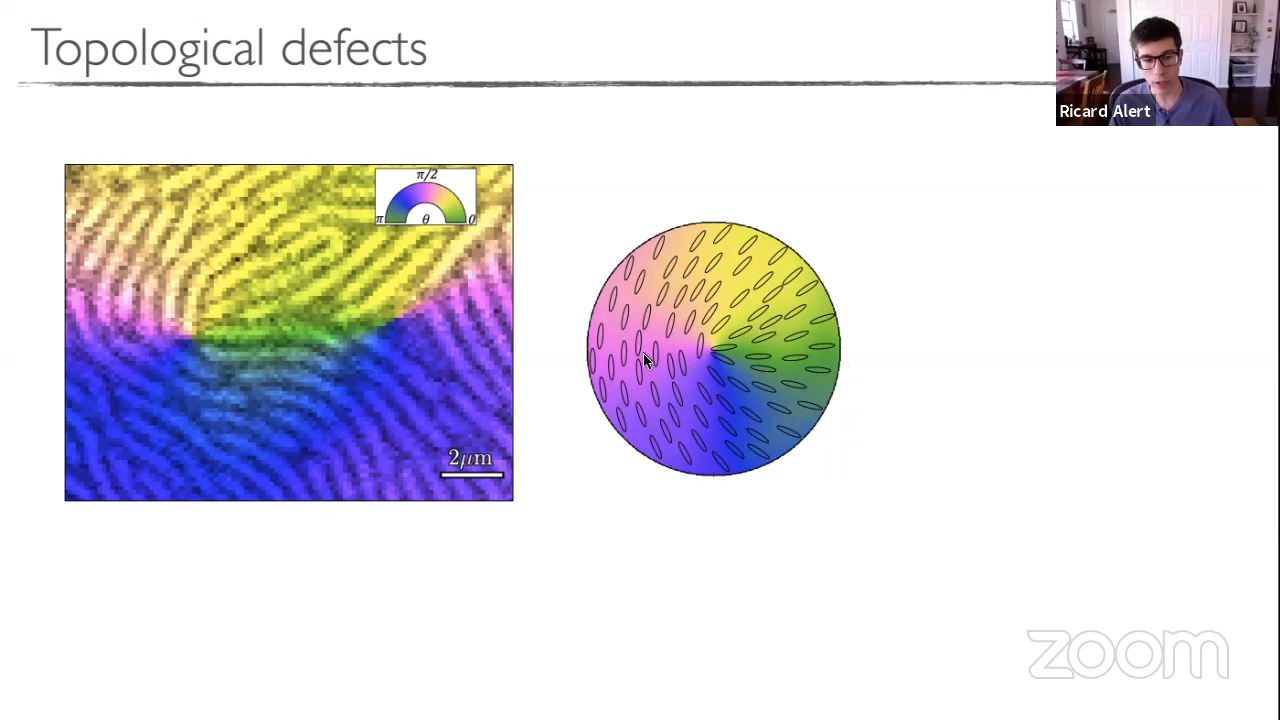 Topological defects
Ricard Alert
π/2
π θ 0
2μm
zoom